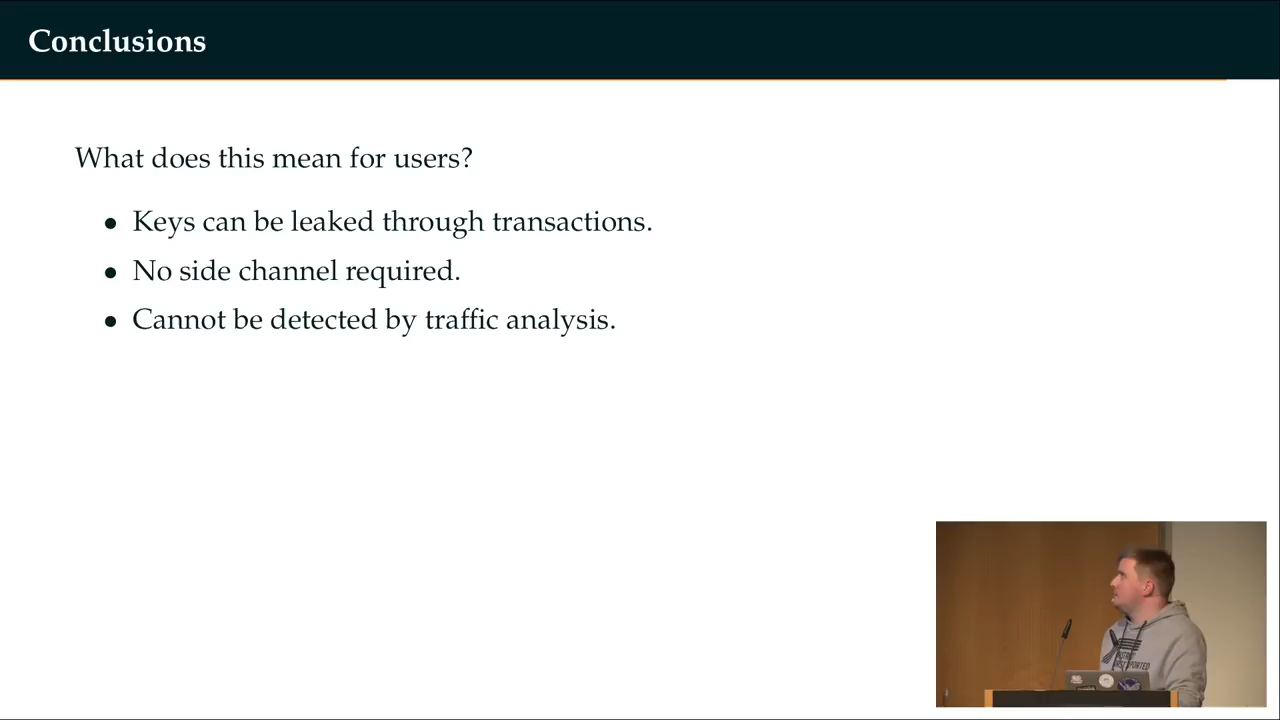 Conclusions
What does this mean for users?
• Keys can be leaked through transactions.
• No side channel required.
• Cannot be detected by traffic analysis.